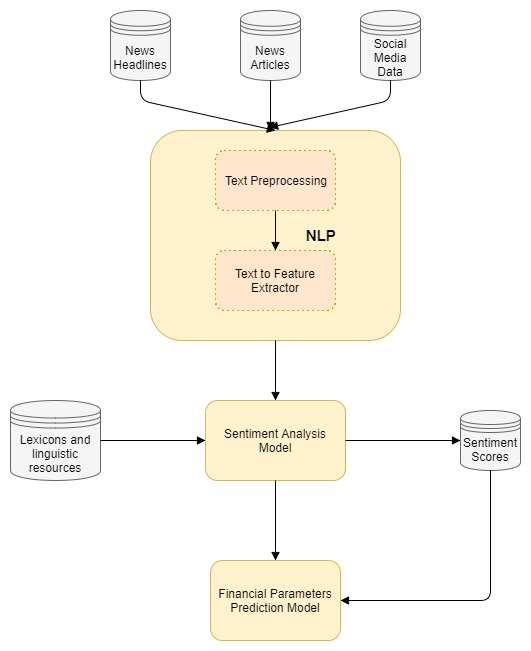 News
Headlines
News
Articles
Social
Media
Data
Text Preprocessing
NLP
Text to Feature
Extractor
Lexicons and
linguistic
resources
Sentiment Analysis
Model
Sentiment
Scores
Financial Parameters
Prediction Model